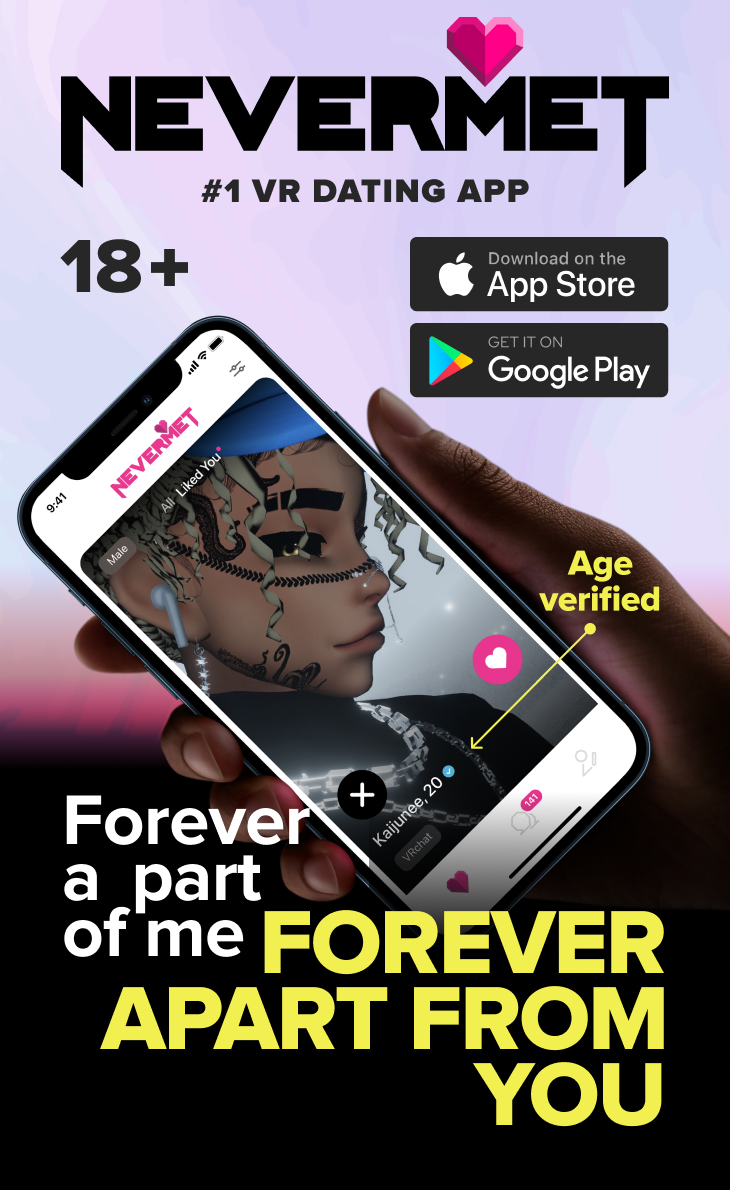 NEVERMET
#1 VR DATING APP
18+
Download on the
App Store
GET IT ON
Google Play
9:41
NEVERMET
All Liked You
Male
Age
verified
Kaijunee, 20
VRchat
141
Forever
a part
of me
FOREVER
APART FROM
YOU